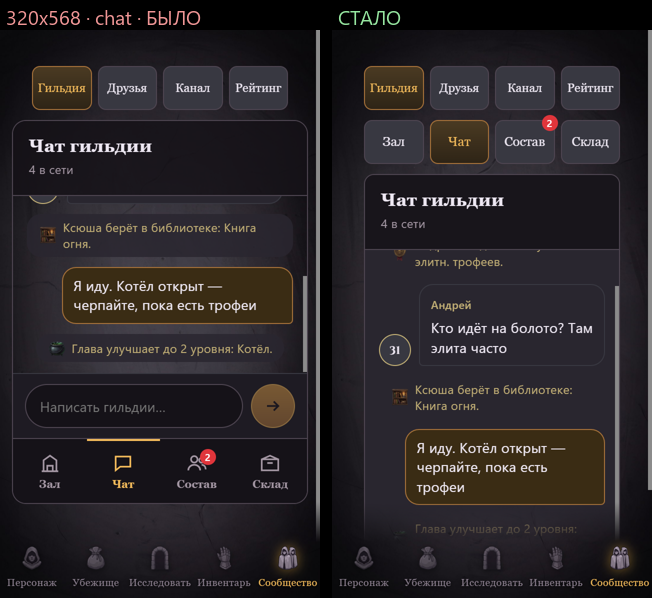 320x568 · chat · БЫЛО
Гильдия Друзья Канал Рейтинг
Чат гильдии
4 в сети
Ксюша берёт в библиотеке: Книга
огня.
Я иду. Котёл открыт —
черпайте, пока есть трофеи
Глава улучшает до 2 уровня: Котёл.
Написать гильдии...
2
Зал Чат Состав Склад
Персонаж Убежище Исследовать Инвентарь Сообщество
СТАЛО
Гильдия Друзья Канал Рейтинг
2
Зал Чат Состав Склад
Чат гильдии
4 в сети
элитн. трофеев.
Андрей
Кто идёт на болото? Там
элита часто
31
Ксюша берёт в библиотеке:
Книга огня.
Я иду. Котёл открыт —
черпайте, пока есть
трофеи
Глава улучшает до 2 уровня:
Персонаж Убежище Исследовать Инвентарь Сообщество